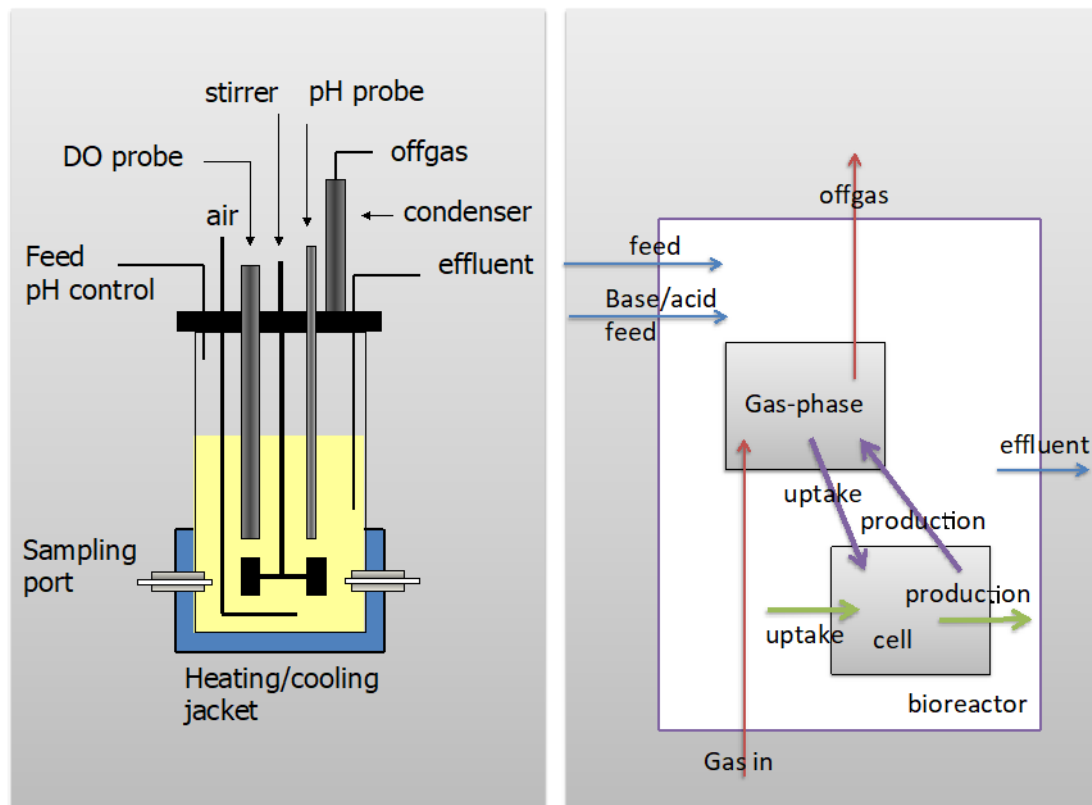 stirrer
pH probe
DO probe
offgas
air
condenser
Feed
pH control
effluent
Sampling
port
Heating/cooling
jacket
offgas
feed
Base/acid
feed
Gas-phase
effluent
uptake
production
production
uptake
cell
bioreactor
Gas in